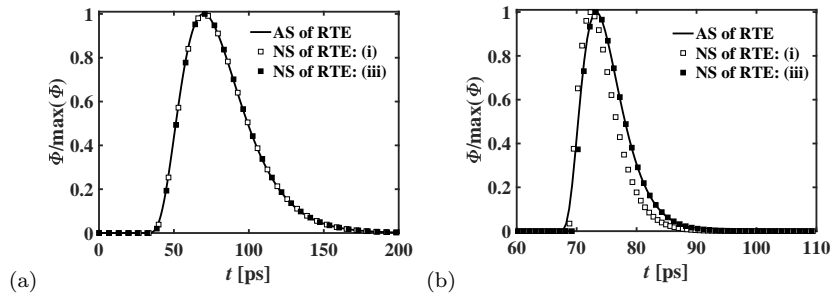 Φ/max(Φ)
1
0.8
0.6
0.4
0.2
0
0 50 100 150 200
t [ps]
AS of RTE
NS of RTE: (i)
NS of RTE: (iii)
(a)
Φ/max(Φ)
1
0.8
0.6
0.4
0.2
0
60 70 80 90 100 110
t [ps]
AS of RTE
NS of RTE: (i)
NS of RTE: (iii)
(b)